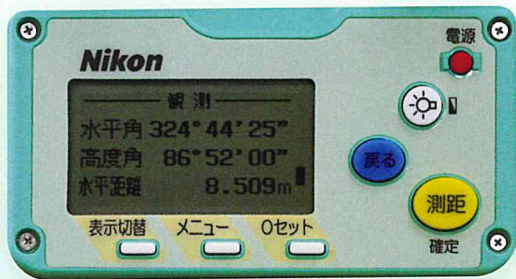 電源
Nikon
観測
水平角 324°44'25"
高度角 86°52'00"
水平距離 8.509m
戻る
測距
表示切替 メニュー 0セット
確定